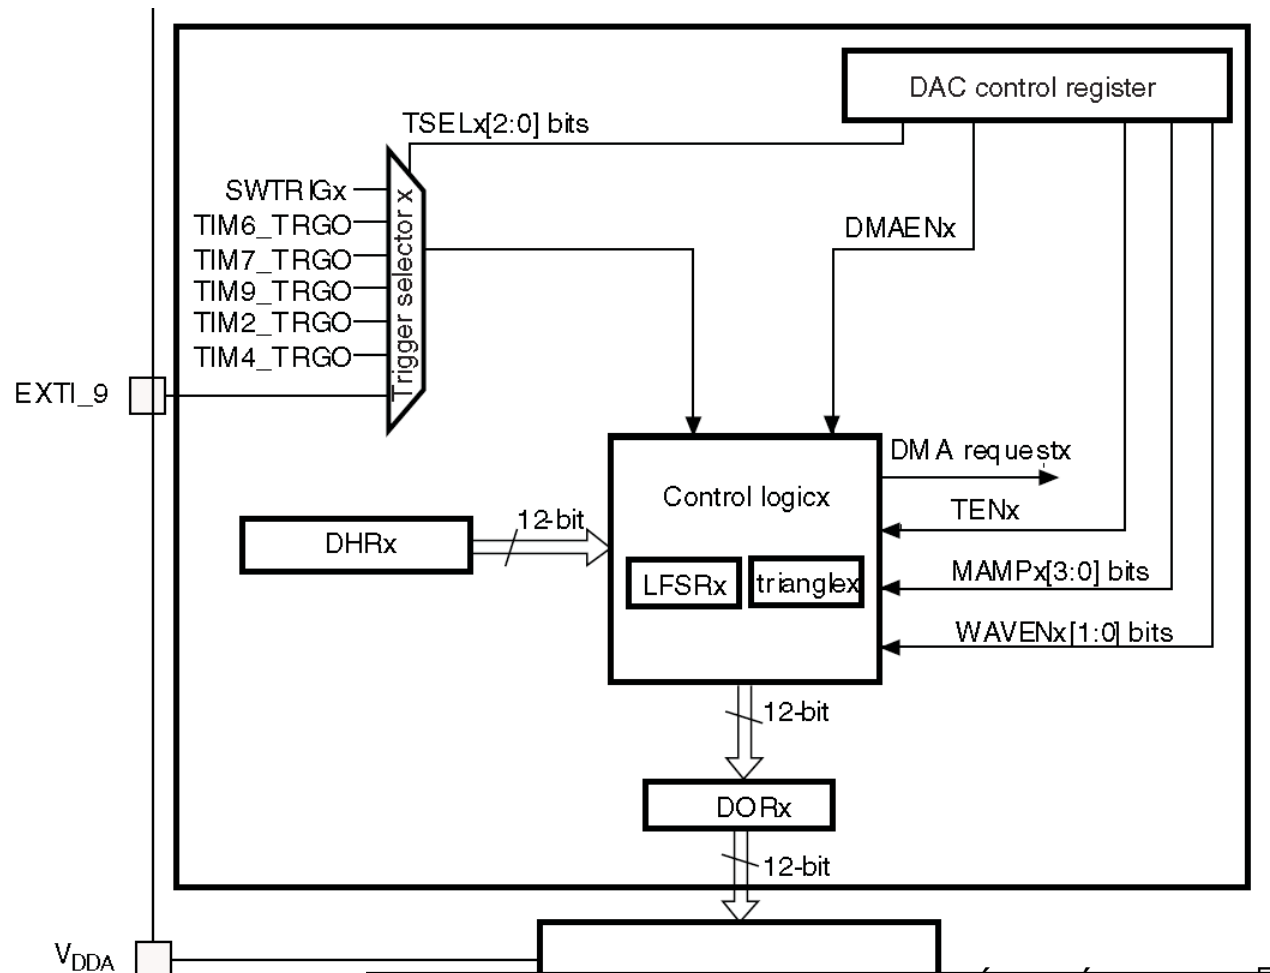 DAC control register
TSELx[2:0] bits
SWTRIGx
TIM6_TRGO
TIM7_TRGO
TIM9_TRGO
TIM2_TRGO
TIM4_TRGO
Trigger selector x
EXTI_9
DMAENx
DMA requestx
Control logicx
TENx
12-bit
DHRx
LFSRx
trianglex
MAMPx[3:0] bits
WAVENx[1:0] bits
12-bit
DORx
12-bit
VDDA